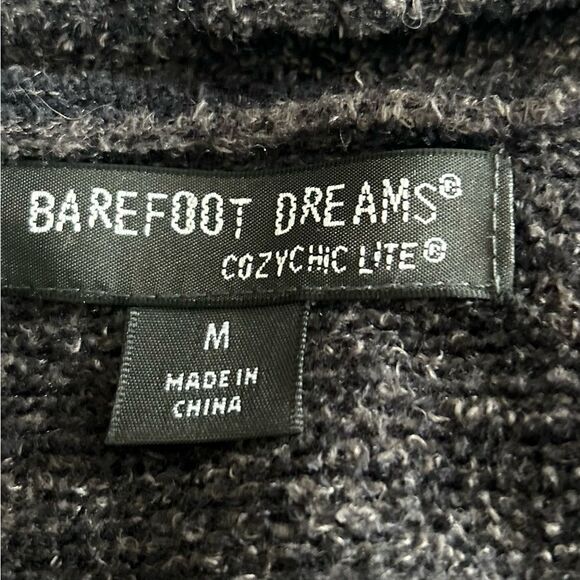 BAREFOOT DREAMS®
COZYCHIC LITE®
M
MADE IN
CHINA